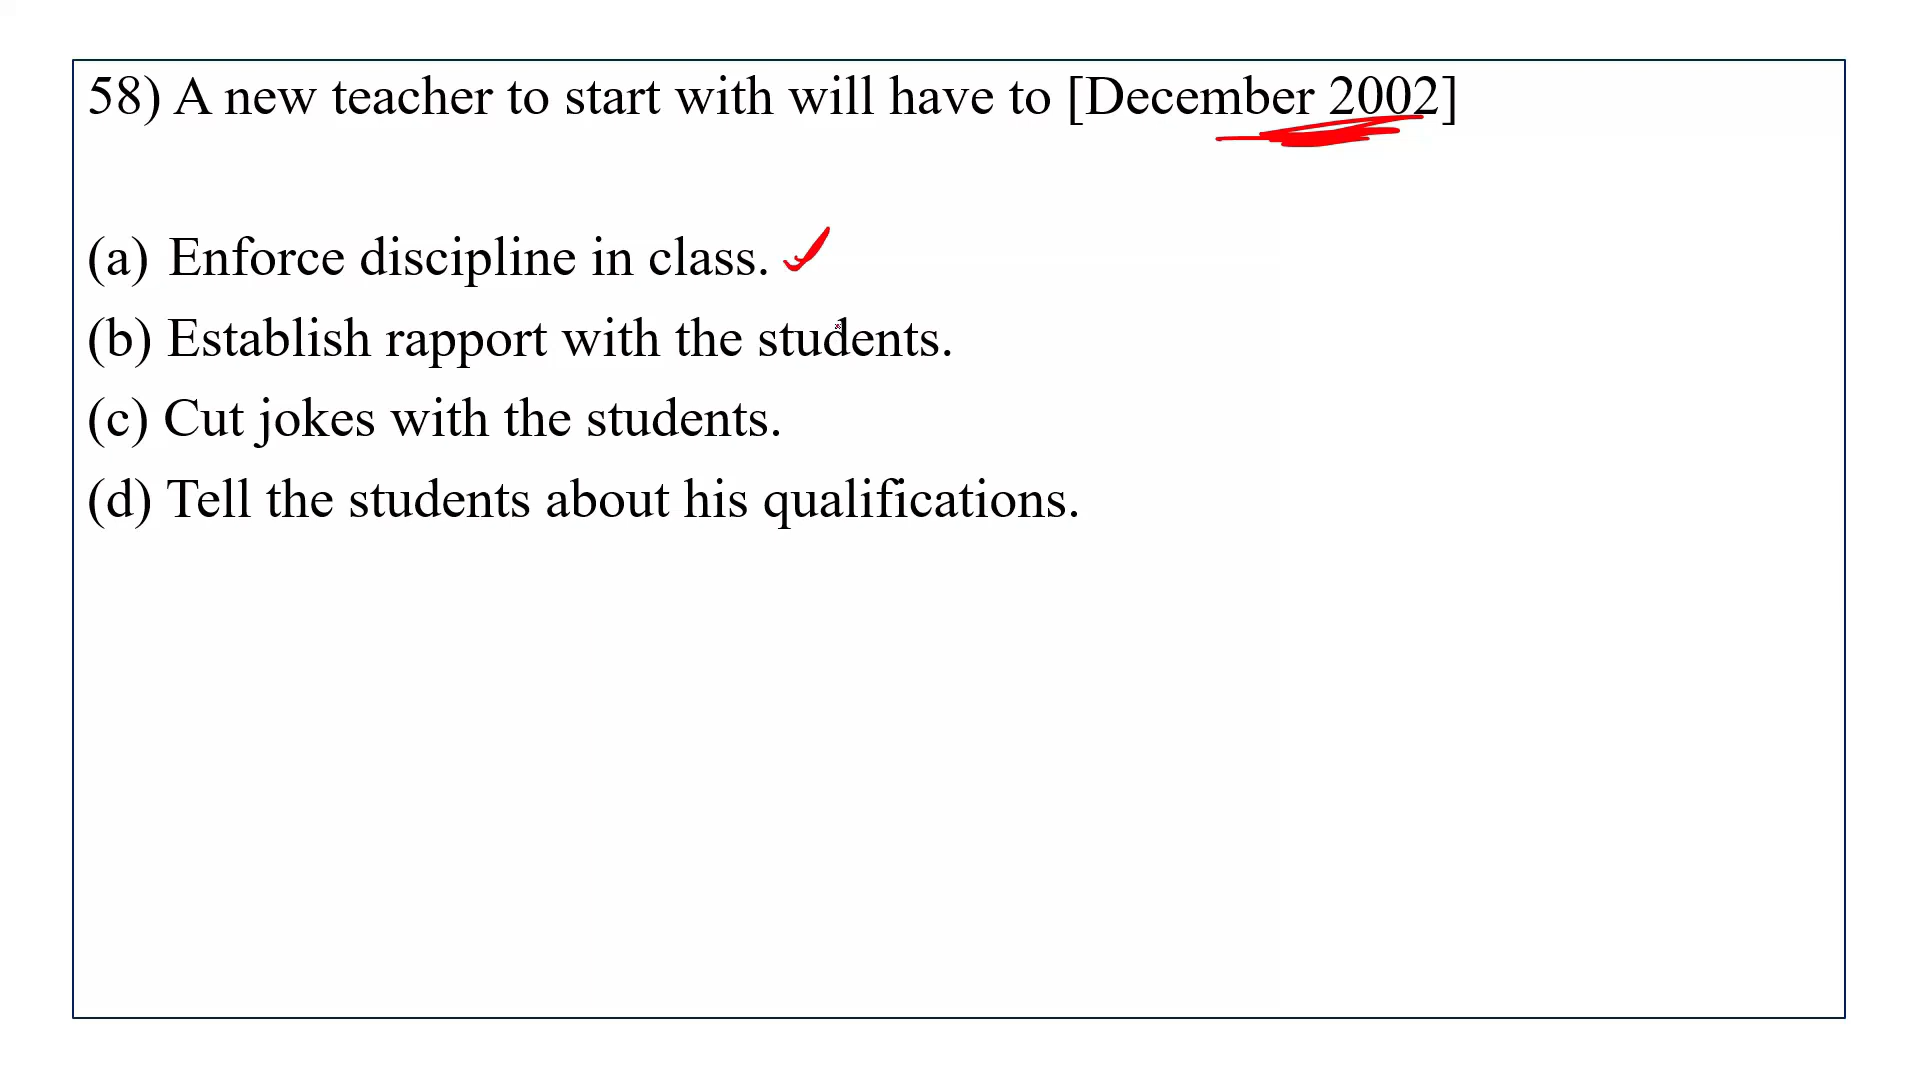 58) A new teacher to start with will have to [December 2002]
(a) Enforce discipline in class.
(b) Establish rapport with the students.
(c) Cut jokes with the students.
(d) Tell the students about his qualifications.